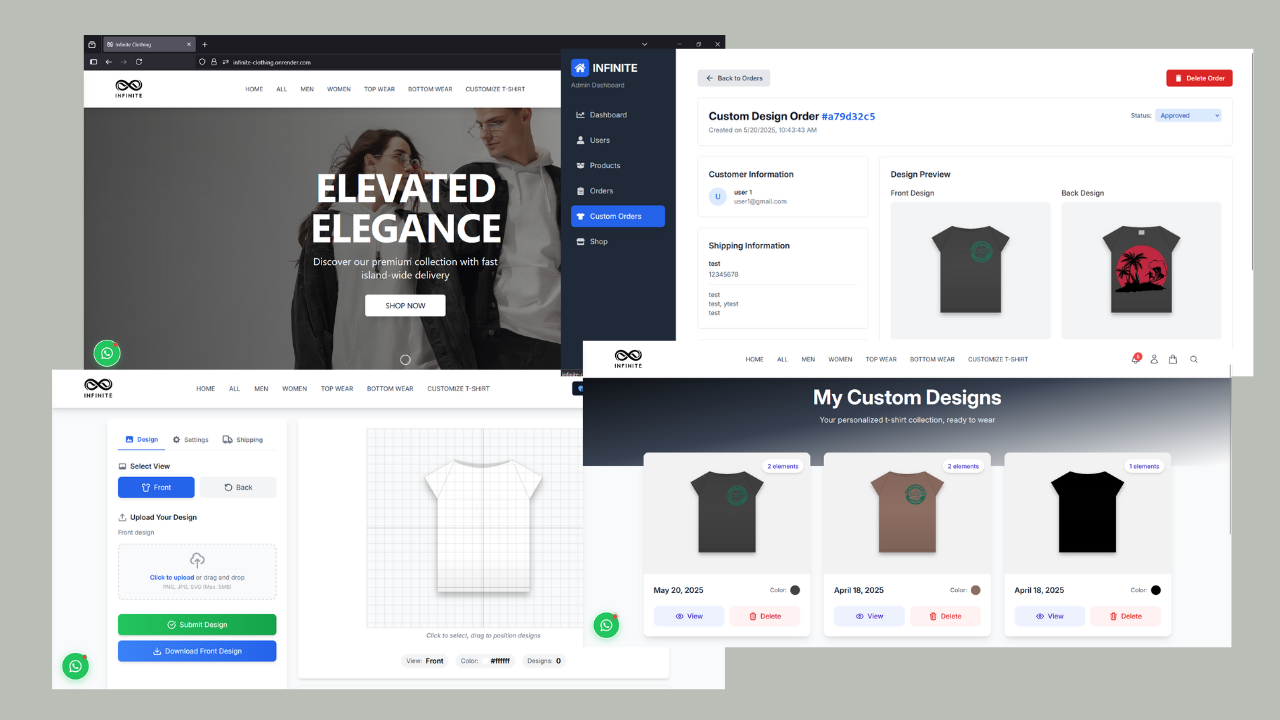 Infinite Clothing
infinite-clothing.onrender.com
INFINITE
HOME ALL MEN WOMEN TOP WEAR BOTTOM WEAR CUSTOMIZE T-SHIRT
ELEVATED
ELEGANCE
Discover our premium collection with fast
island-wide delivery
SHOP NOW
INFINITE
Admin Dashboard
Dashboard
Users
Products
Orders
Custom Orders
Shop
Back to Orders
Delete Order
Custom Design Order #a79d32c5
Created on 5/20/2025, 10:43:43 AM
Status: Approved
Customer Information
U
user 1
user1@gmail.com
Shipping Information
test
12345678
test
test, ytest
test
Design Preview
Front Design
Back Design
INFINITE
HOME ALL MEN WOMEN TOP WEAR BOTTOM WEAR CUSTOMIZE T-SHIRT
Design Settings Shipping
Select View
Front Back
Upload Your Design
Front design
Click to upload or drag and drop
PNG, JPG, SVG (Max. 5MB)
Submit Design
Download Front Design
Click to select, drag to position designs
View: Front Color: #ffffff Designs: 0
INFINITE
HOME ALL MEN WOMEN TOP WEAR BOTTOM WEAR CUSTOMIZE T-SHIRT
My Custom Designs
Your personalized t-shirt collection, ready to wear
2 elements
May 20, 2025 Color:
View Delete
2 elements
April 18, 2025 Color:
View Delete
1 elements
April 18, 2025 Color:
View Delete